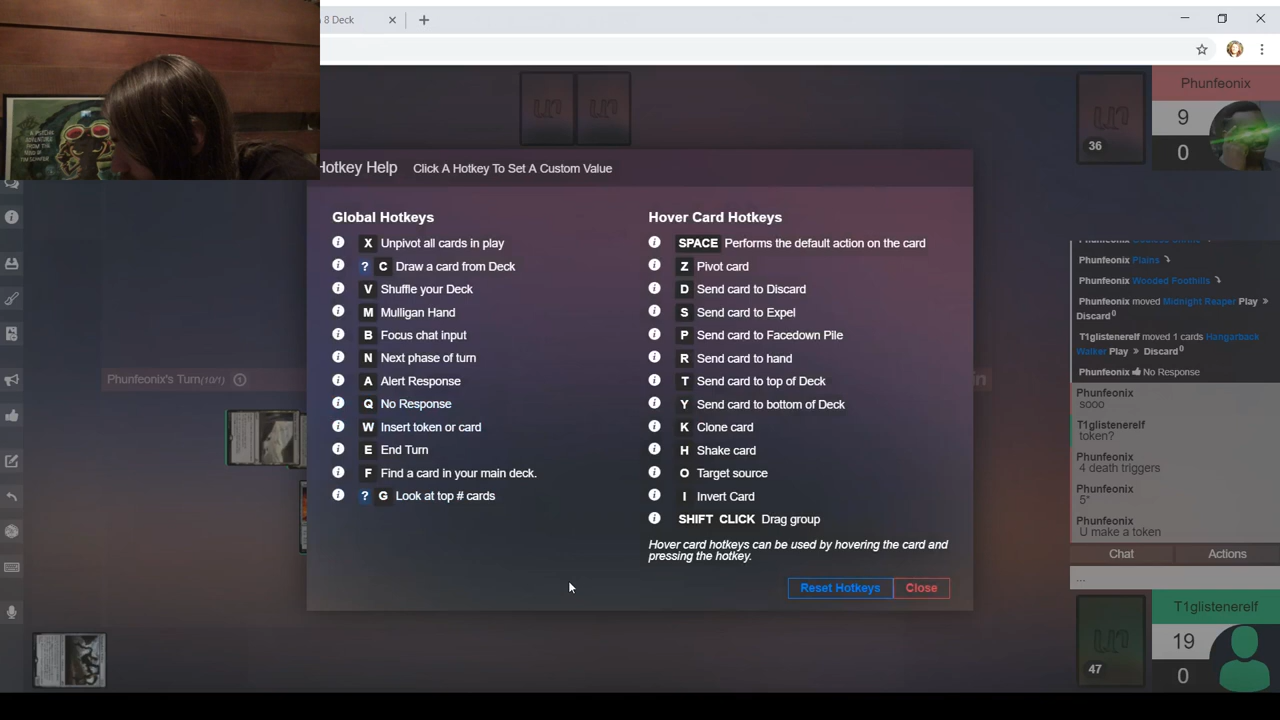 8 Deck
Phunfeonix
9
0
36
Hotkey Help
Click A Hotkey To Set A Custom Value
Global Hotkeys
X Unpivot all cards in play
? C Draw a card from Deck
V Shuffle your Deck
M Mulligan Hand
B Focus chat input
N Next phase of turn
A Alert Response
Q No Response
W Insert token or card
E End Turn
F Find a card in your main deck.
? G Look at top # cards
Hover Card Hotkeys
SPACE Performs the default action on the card
Z Pivot card
D Send card to Discard
S Send card to Expel
P Send card to Facedown Pile
R Send card to hand
T Send card to top of Deck
Y Send card to bottom of Deck
K Clone card
H Shake card
O Target source
I Invert Card
SHIFT CLICK Drag group
Hover card hotkeys can be used by hovering the card and
pressing the hotkey.
Reset Hotkeys
Close
Phunfeonix's Turn(10/1)
Phunfeonix Plains
Phunfeonix Wooded Foothills
Phunfeonix moved Midnight Reaper Play »
Discard0
T1glistenerelf moved 1 cards Hangarback
Walker Play » Discard0
Phunfeonix No Response
Phunfeonix
sooo
T1glistenerelf
token?
Phunfeonix
4 death triggers
Phunfeonix
5*
Phunfeonix
U make a token
Chat
Actions
...
T1glistenerelf
19
0
47